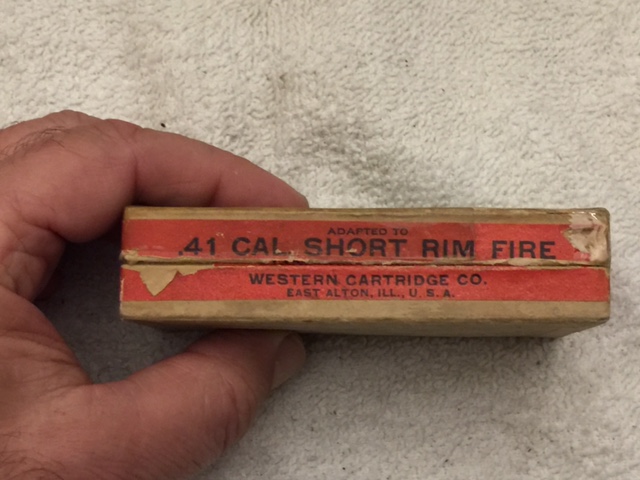 ADAPTED TO
.41 CAL. SHORT RIM FIRE
WESTERN CARTRIDGE CO.
EAST ALTON, ILL., U. S. A.